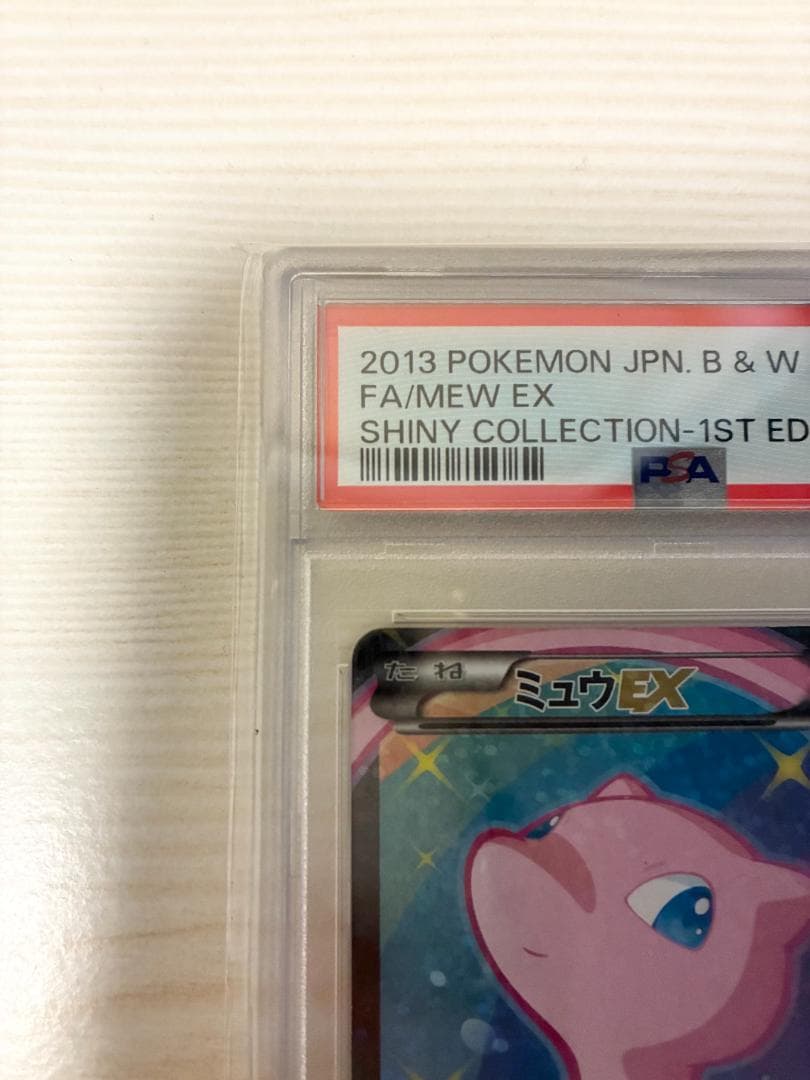 2013 POKEMON JPN. B & W
FA/MEW EX
SHINY COLLECTION-1ST ED
PSA
たね
ミュウEX